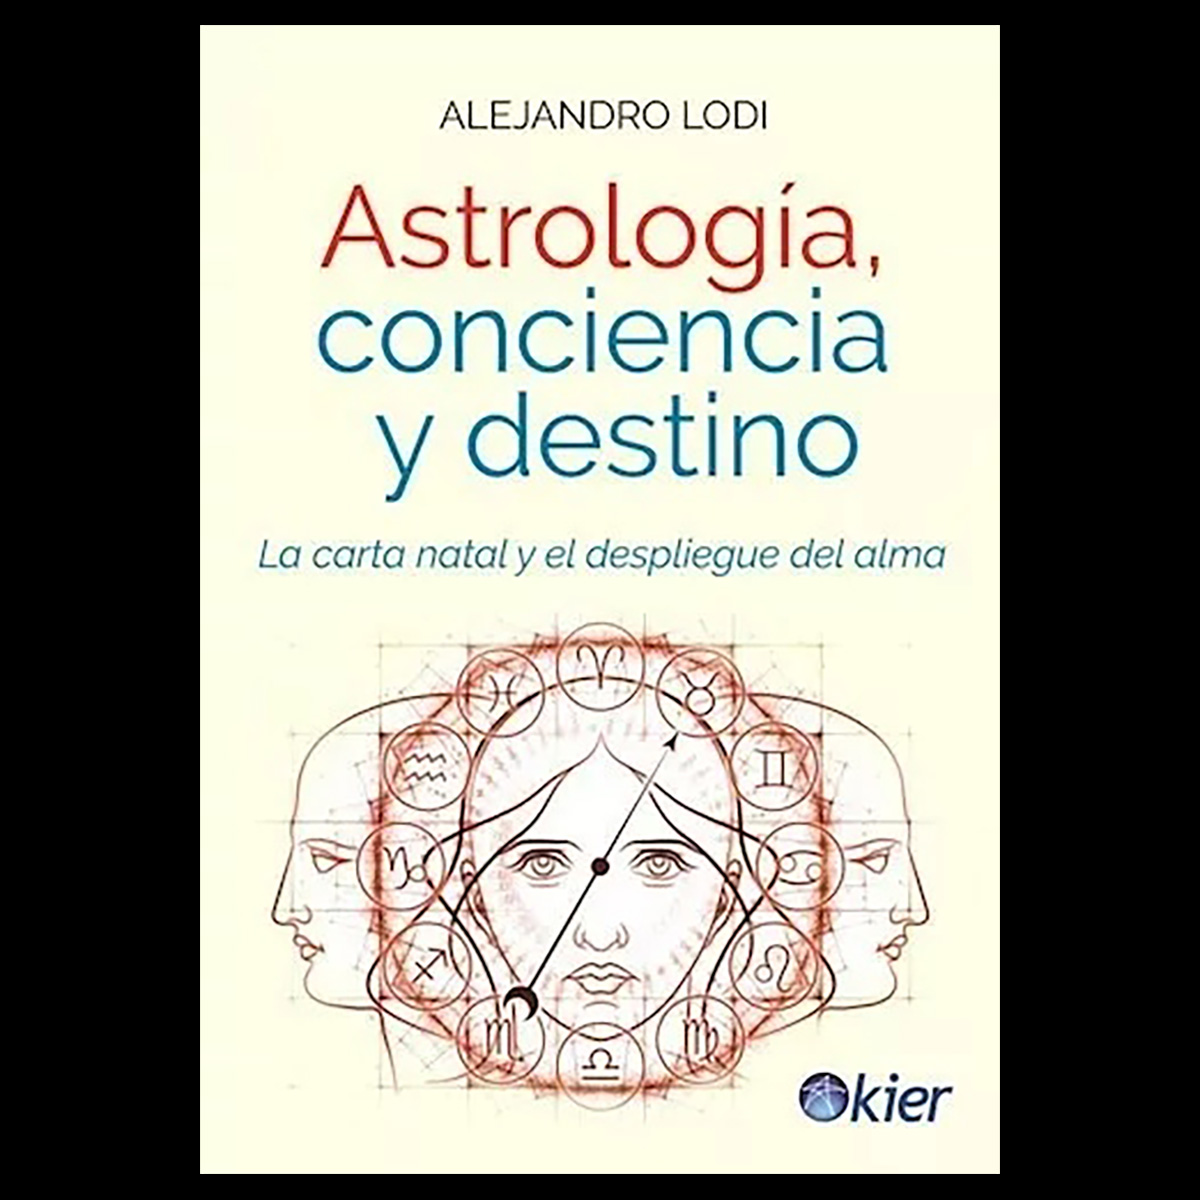 ALEJANDRO LODI
Astrología,
conciencia
y destino
La carta natal y el despliegue del alma
kier